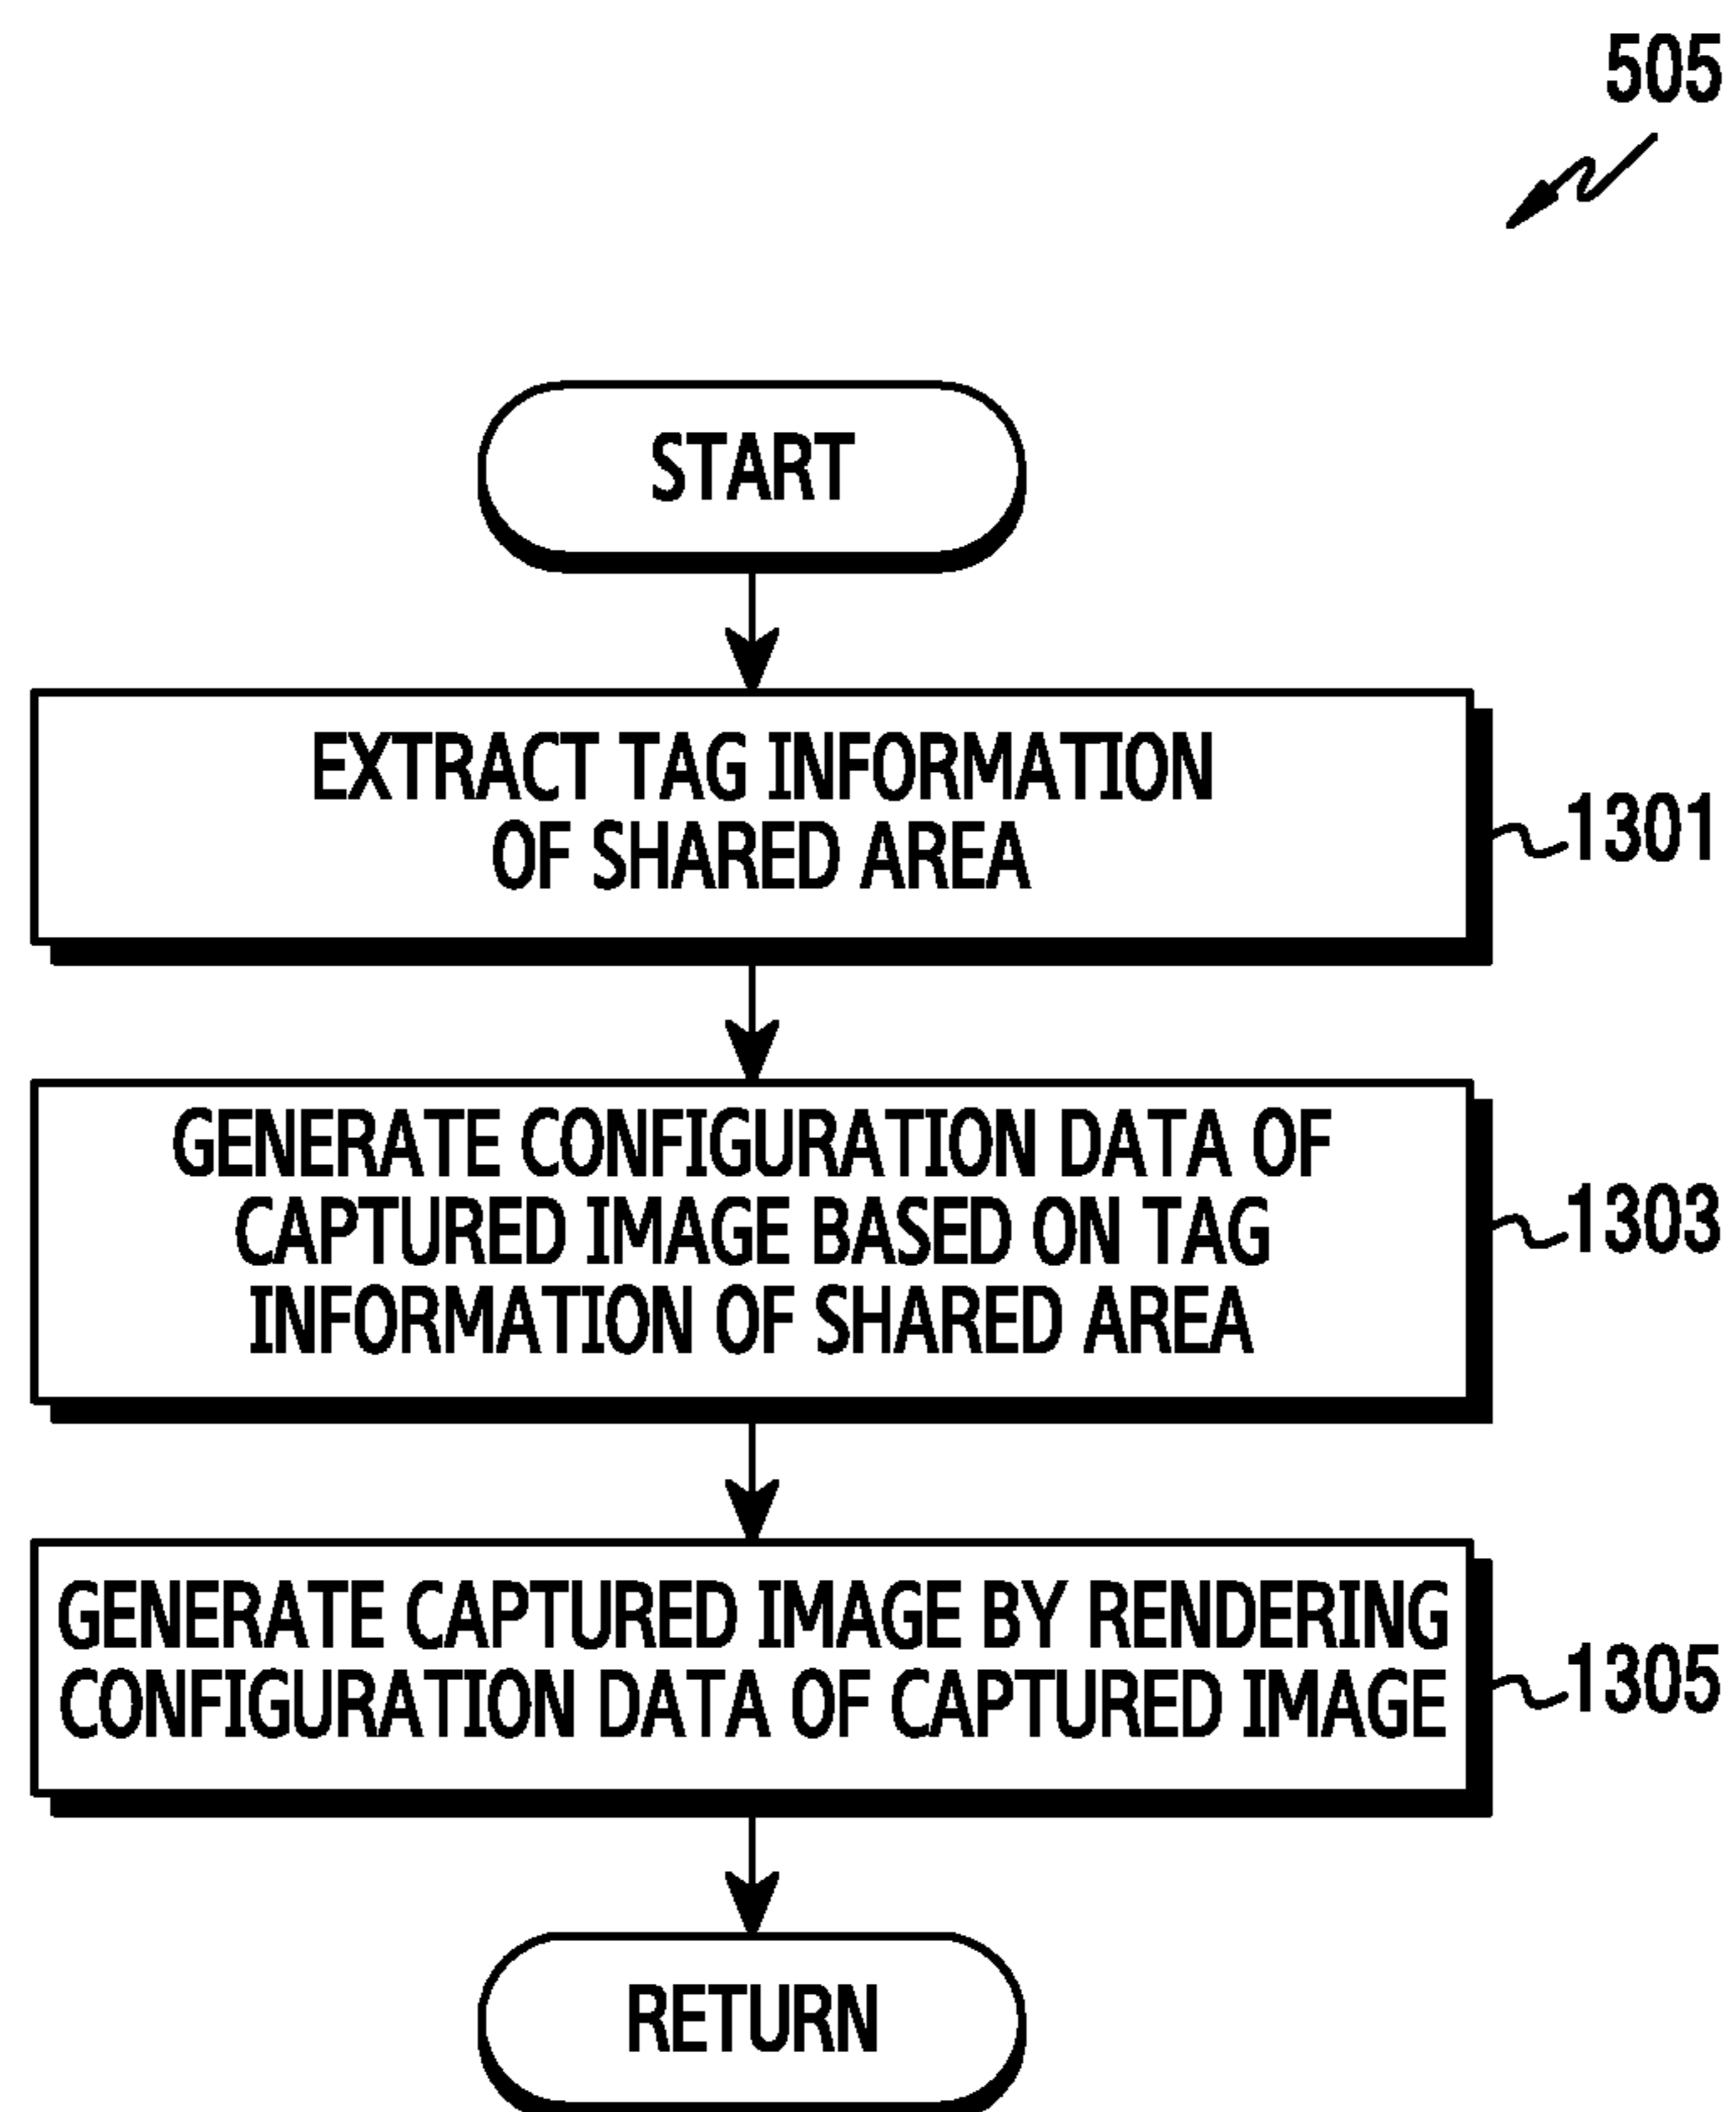 505
START
EXTRACT TAG INFORMATION
OF SHARED AREA
1301
GENERATE CONFIGURATION DATA OF
CAPTURED IMAGE BASED ON TAG
INFORMATION OF SHARED AREA
1303
GENERATE CAPTURED IMAGE BY RENDERING
CONFIGURATION DATA OF CAPTURED IMAGE
1305
RETURN